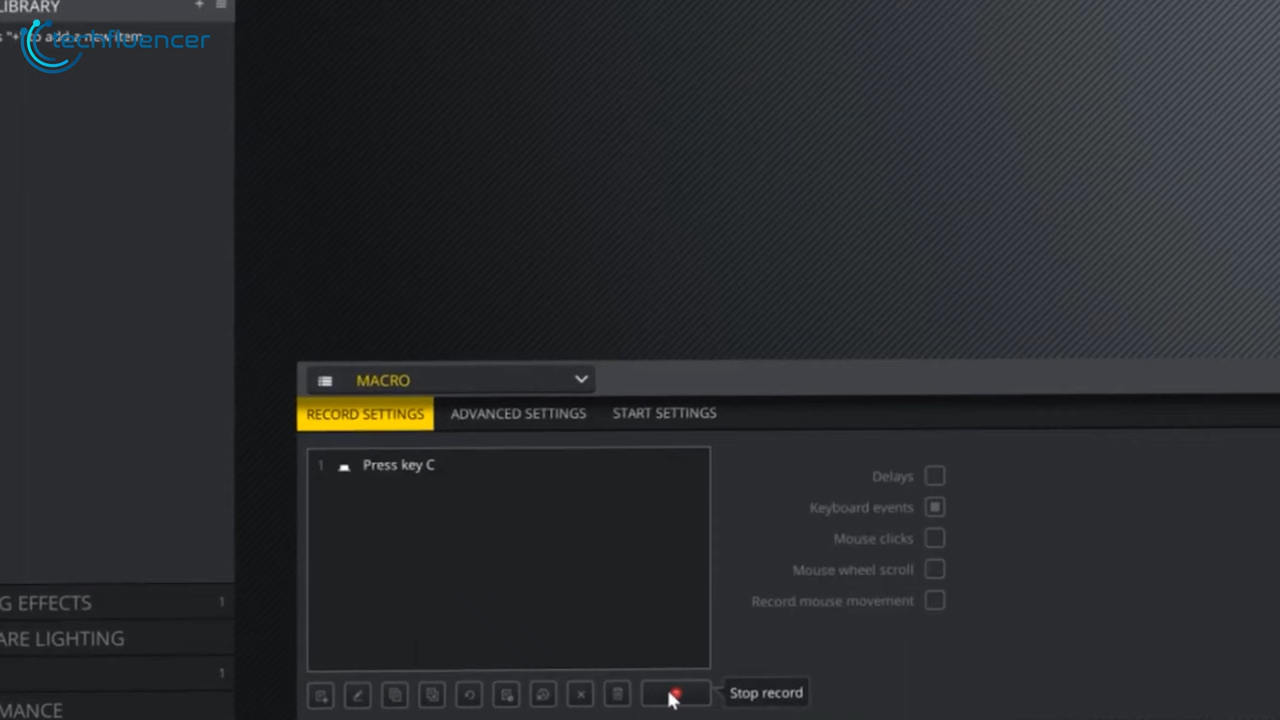 LIBRARY
"+" to add a new item
techfluencer
MACRO
RECORD SETTINGS
ADVANCED SETTINGS
START SETTINGS
1 Press key C
Delays
Keyboard events
Mouse clicks
Mouse wheel scroll
Record mouse movement
G EFFECTS 1
ARE LIGHTING
1
MANCE
Stop record